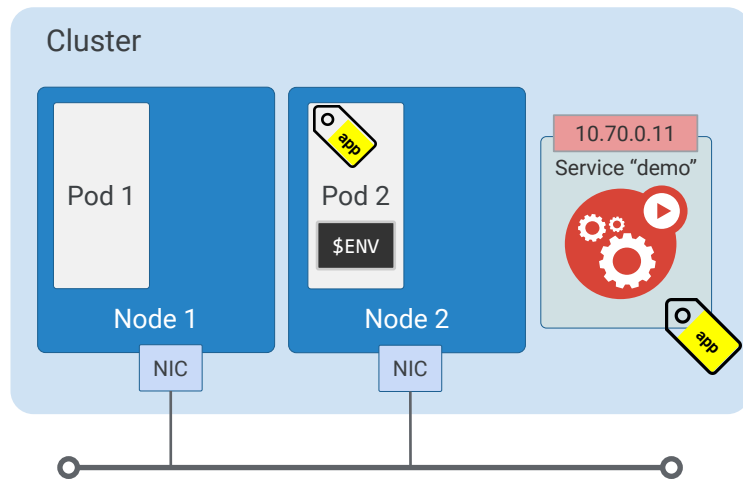 Cluster
Pod 1
Node 1
NIC
app
Pod 2
$ENV
Node 2
NIC
10.70.0.11
Service “demo”
app